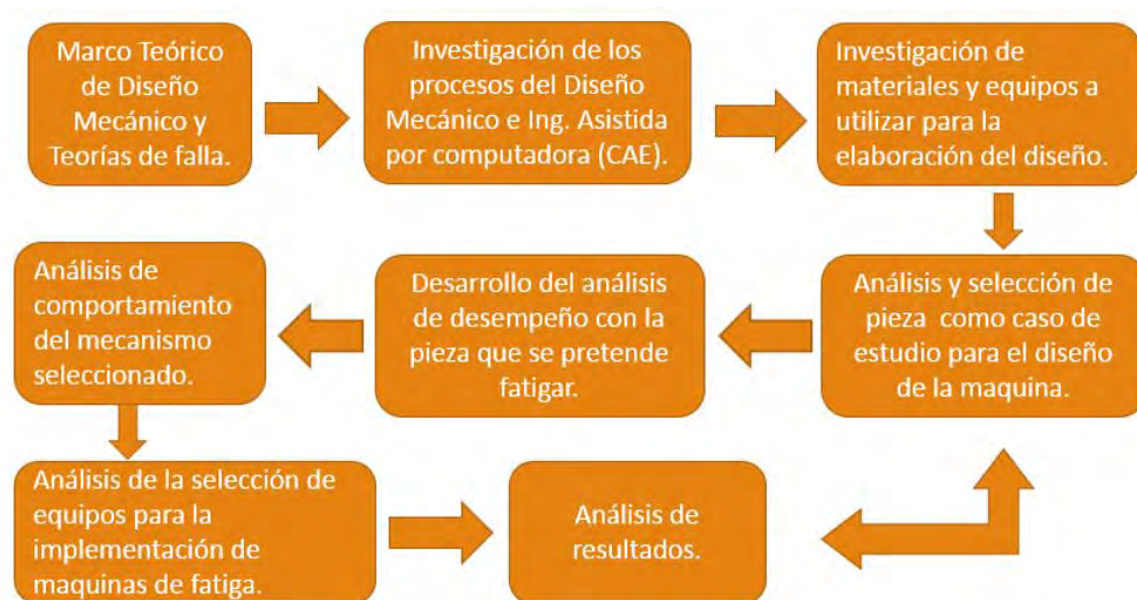 Marco Teórico
de Diseño
Mecánico y
Teorías de falla.
Investigación de los
procesos del Diseño
Mecánico e Ing. Asistida
por computadora (CAE).
Investigación de
materiales y equipos a
utilizar para la
elaboración del diseño.
Análisis y selección de
pieza como caso de
estudio para el diseño
de la maquina.
Desarrollo del análisis
de desempeño con la
pieza que se pretende
fatigar.
Análisis de
comportamiento
del mecanismo
seleccionado.
Análisis de la selección de
equipos para la
implementación de
maquinas de fatiga.
Análisis de
resultados.